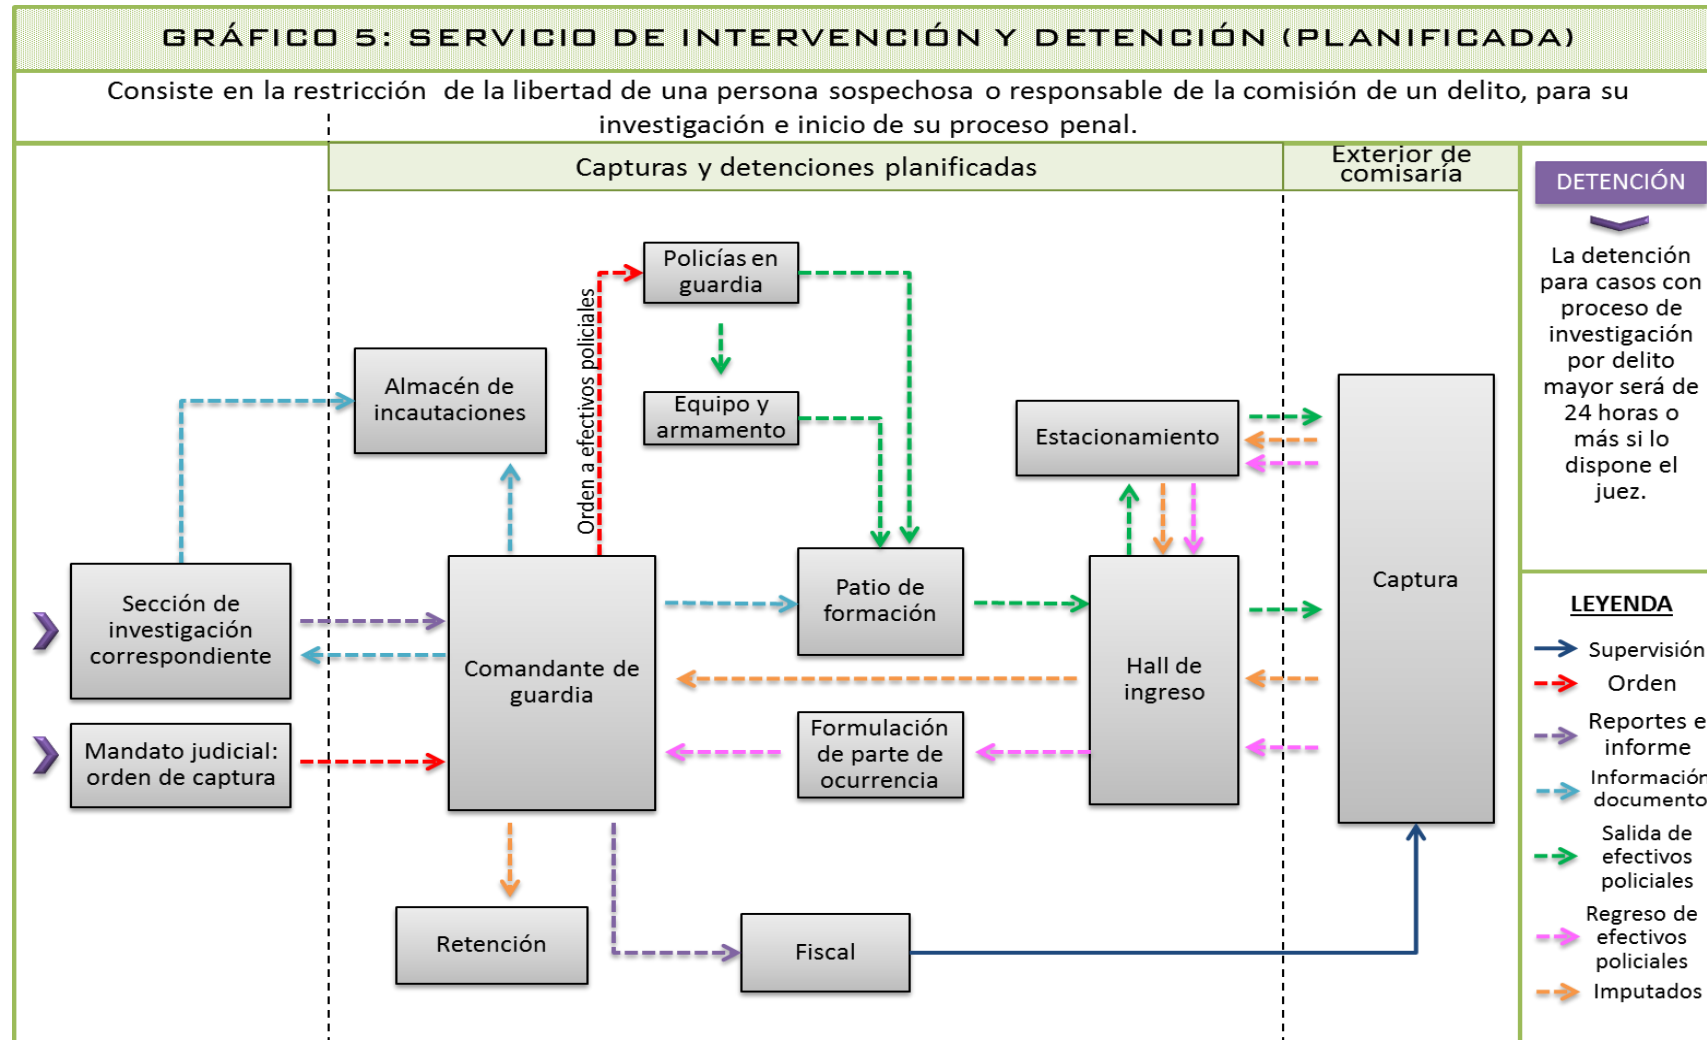 GRÁFICO 5: SERVICIO DE INTERVENCIÓN Y DETENCIÓN (PLANIFICADA)
Consiste en la restricción de la libertad de una persona sospechosa o responsable de la comisión de un delito, para su
investigación e inicio de su proceso penal.
Capturas y detenciones planificadas
Exterior de
comisaría
DETENCIÓN
La detención
para casos con
proceso de
investigación
por delito
mayor será de
24 horas o
más si lo
dispone el
juez.
Policías en
guardia
Orden a efectivos policiales
Almacén de
incautaciones
Equipo y
armamento
Estacionamiento
Sección de
investigación
correspondiente
Comandante de
guardia
Patio de
formación
Hall de
ingreso
Captura
Mandato judicial:
orden de captura
Formulación
de parte de
ocurrencia
Retención
Fiscal
LEYENDA
Supervisión
Orden
Reportes e
informe
Información
documento
Salida de
efectivos
policiales
Regreso de
efectivos
policiales
Imputados